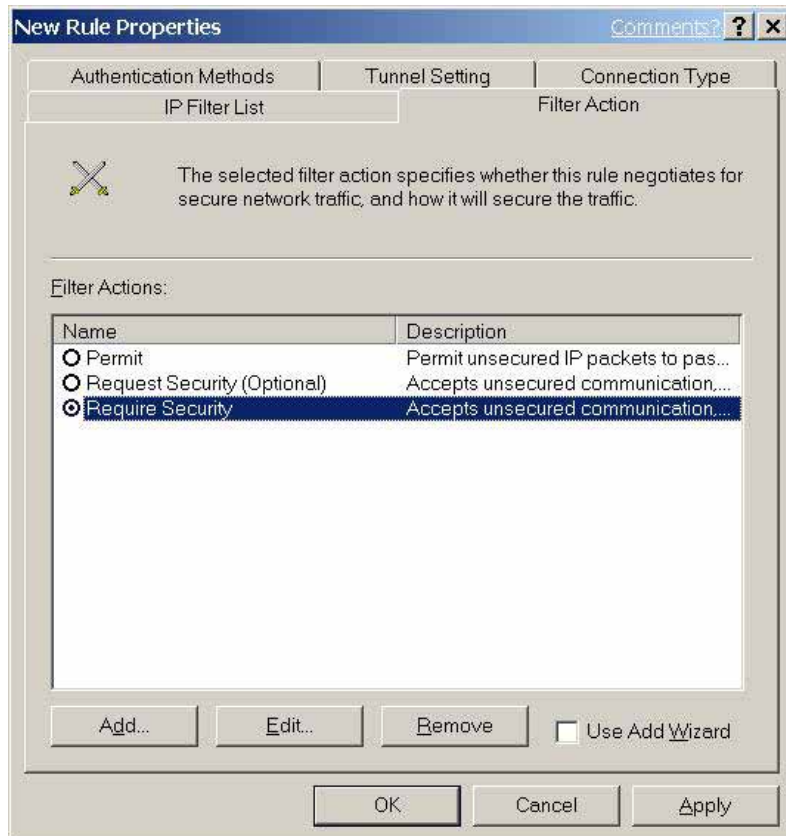 New Rule Properties Comments? ? ×
Authentication Methods Tunnel Setting Connection Type
IP Filter List Filter Action
The selected filter action specifies whether this rule negotiates for
secure network traffic, and how it will secure the traffic.
Filter Actions:
Name Description
Permit Permit unsecured IP packets to pas...
Request Security (Optional) Accepts unsecured communication,...
Require Security Accepts unsecured communication,...
Add... Edit... Remove Use Add Wizard
OK Cancel Apply